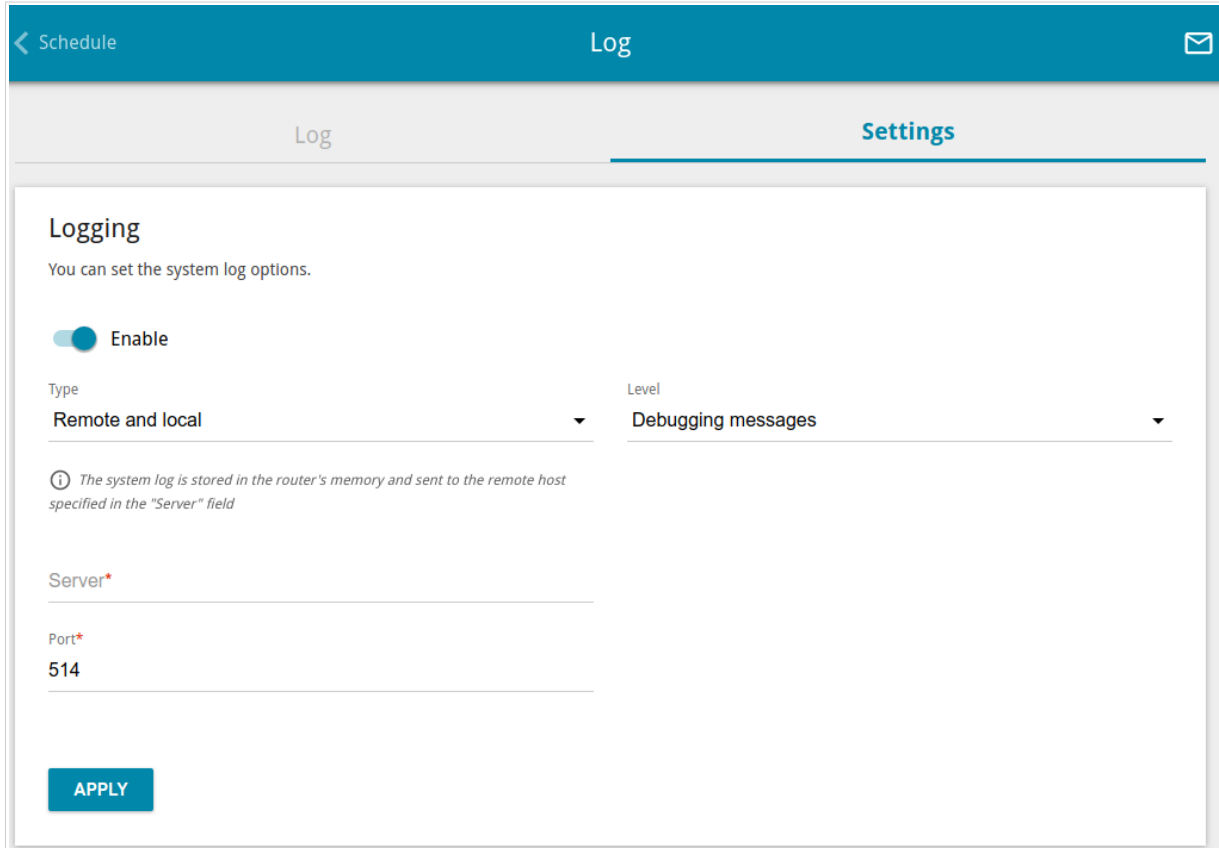 Schedule
Log
Log
Settings
Logging
You can set the system log options.
Enable
Type
Level
Remote and local
Debugging messages
The system log is stored in the router's memory and sent to the remote host
specified in the "Server" field
Server*
Port*
514
APPLY